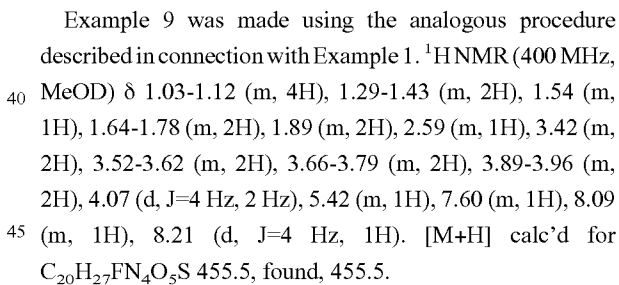 Example 9 was made using the analogous procedure
described in connection with Example 1. ¹H NMR (400 MHz,
40 MeOD) δ 1.03-1.12 (m, 4H), 1.29-1.43 (m, 2H), 1.54 (m,
1H), 1.64-1.78 (m, 2H), 1.89 (m, 2H), 2.59 (m, 1H), 3.42 (m,
2H), 3.52-3.62 (m, 2H), 3.66-3.79 (m, 2H), 3.89-3.96 (m,
2H), 4.07 (d, J=4 Hz, 2 Hz), 5.42 (m, 1H), 7.60 (m, 1H), 8.09
45 (m, 1H), 8.21 (d, J=4 Hz, 1H). [M+H] calc'd for
C₂₀H₂₇FN₄O₅S 455.5, found, 455.5.